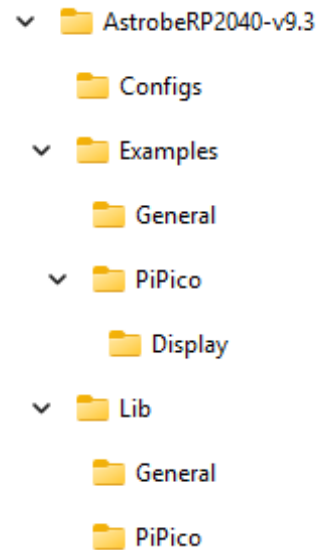 AstrobeRP2040-v9.3
Configs
Examples
General
PiPico
Display
Lib
General
PiPico